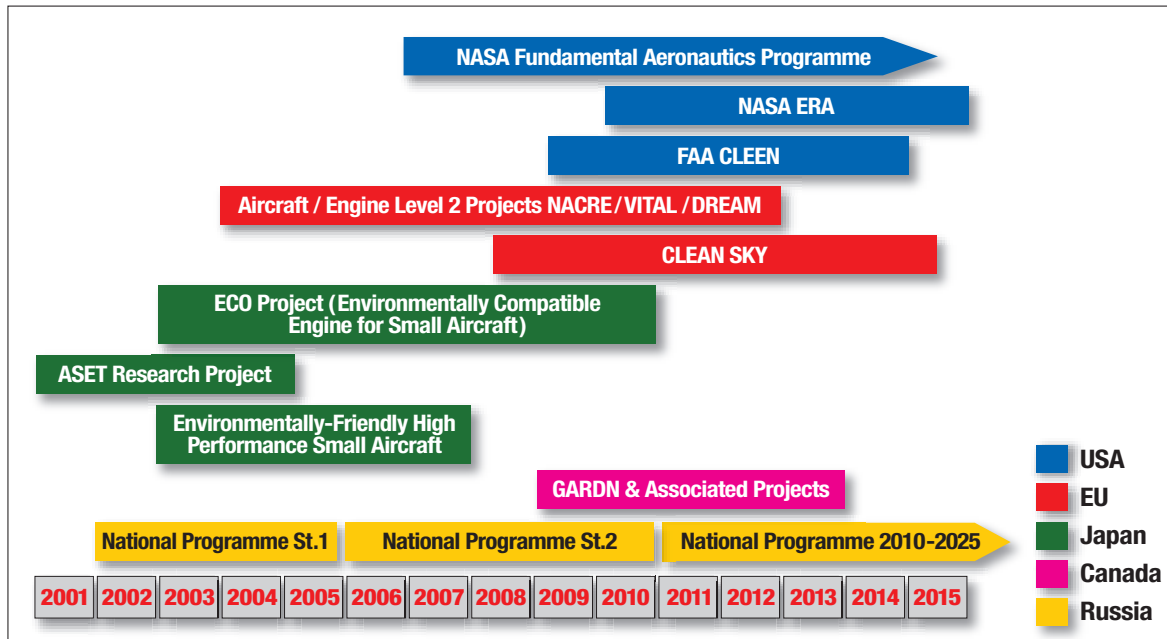 NASA Fundamental Aeronautics Programme
NASA ERA
FAA CLEEN
Aircraft / Engine Level 2 Projects NACRE / VITAL / DREAM
CLEAN SKY
ECO Project (Environmentally Compatible
Engine for Small Aircraft)
ASET Research Project
Environmentally-Friendly High
Performance Small Aircraft
GARDN & Associated Projects
National Programme St.1
National Programme St.2
National Programme 2010-2025
2001 2002 2003 2004 2005 2006 2007 2008 2009 2010 2011 2012 2013 2014 2015
USA
EU
Japan
Canada
Russia